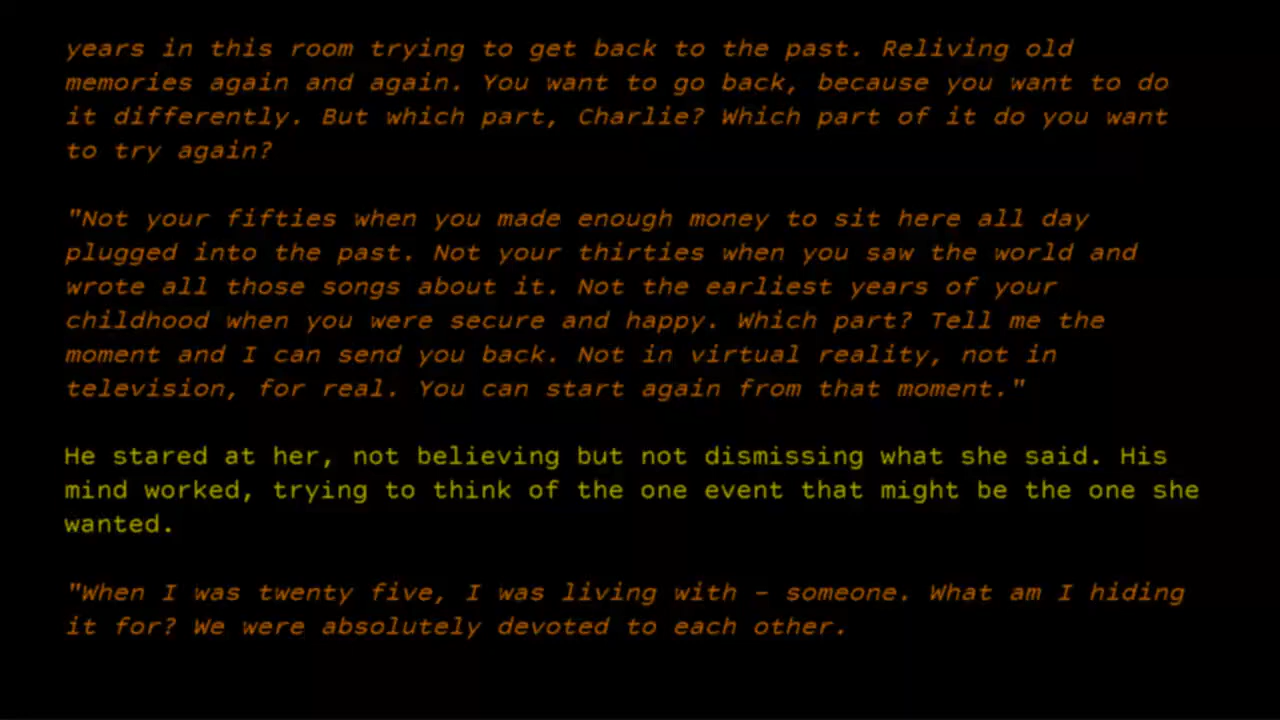 years in this room trying to get back to the past. Reliving old
memories again and again. You want to go back, because you want to do
it differently. But which part, Charlie? Which part of it do you want
to try again?
"Not your fifties when you made enough money to sit here all day
plugged into the past. Not your thirties when you saw the world and
wrote all those songs about it. Not the earliest years of your
childhood when you were secure and happy. Which part? Tell me the
moment and I can send you back. Not in virtual reality, not in
television, for real. You can start again from that moment."
He stared at her, not believing but not dismissing what she said. His
mind worked, trying to think of the one event that might be the one she
wanted.
"When I was twenty five, I was living with – someone. What am I hiding
it for? We were absolutely devoted to each other.